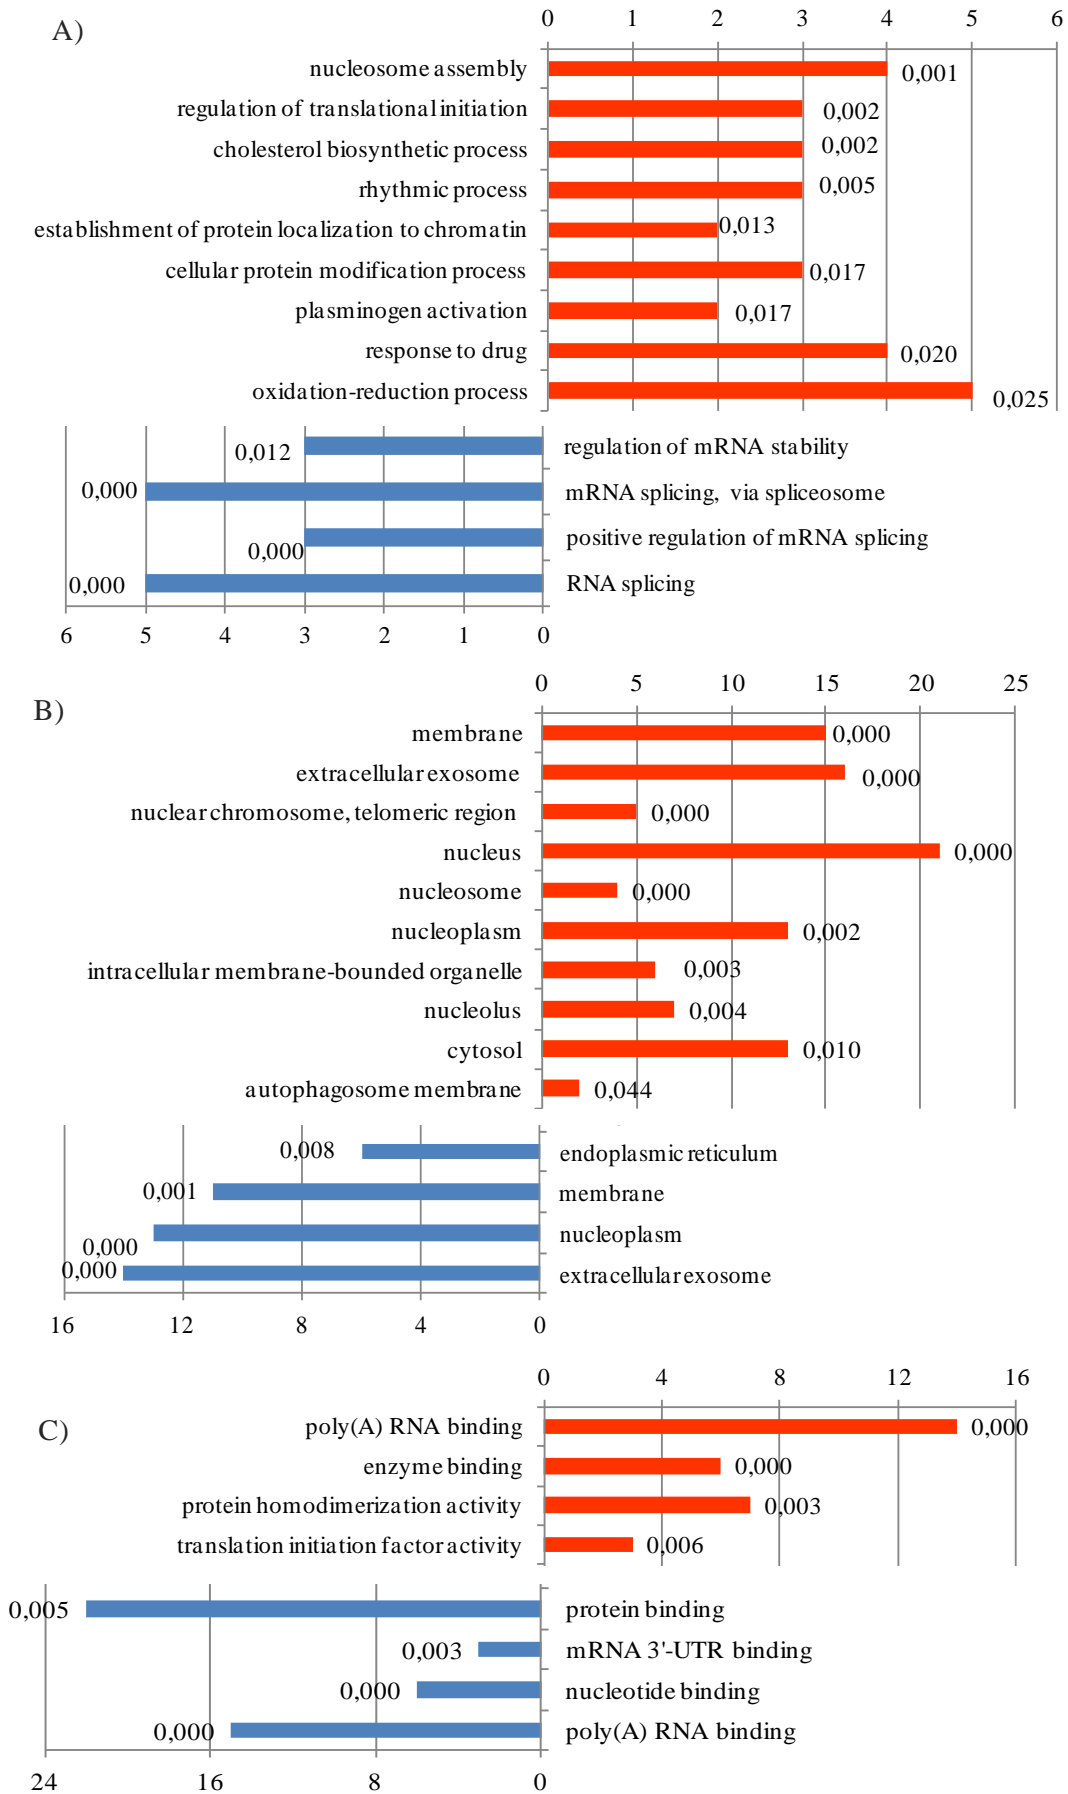 A)
0 1 2 3 4 5 6
nucleosome assembly 0,001
regulation of translational initiation 0,002
cholesterol biosynthetic process 0,002
rhythmic process 0,005
establishment of protein localization to chromatin 0,013
cellular protein modification process 0,017
plasminogen activation 0,017
response to drug 0,020
oxidation-reduction process 0,025
0,012 regulation of mRNA stability
0,000 mRNA splicing, via spliceosome
0,000 positive regulation of mRNA splicing
0,000 RNA splicing
6 5 4 3 2 1 0
B)
0 5 10 15 20 25
membrane 0,000
extracellular exosome 0,000
nuclear chromosome, telomeric region 0,000
nucleus 0,000
nucleosome 0,000
nucleoplasm 0,002
intracellular membrane-bounded organelle 0,003
nucleolus 0,004
cytosol 0,010
autophagosome membrane 0,044
0,008 endoplasmic reticulum
0,001 membrane
0,000 nucleoplasm
0,000 extracellular exosome
16 12 8 4 0
C)
0 4 8 12 16
poly(A) RNA binding 0,000
enzyme binding 0,000
protein homodimerization activity 0,003
translation initiation factor activity 0,006
0,005 protein binding
0,003 mRNA 3'-UTR binding
0,000 nucleotide binding
0,000 poly(A) RNA binding
24 16 8 0